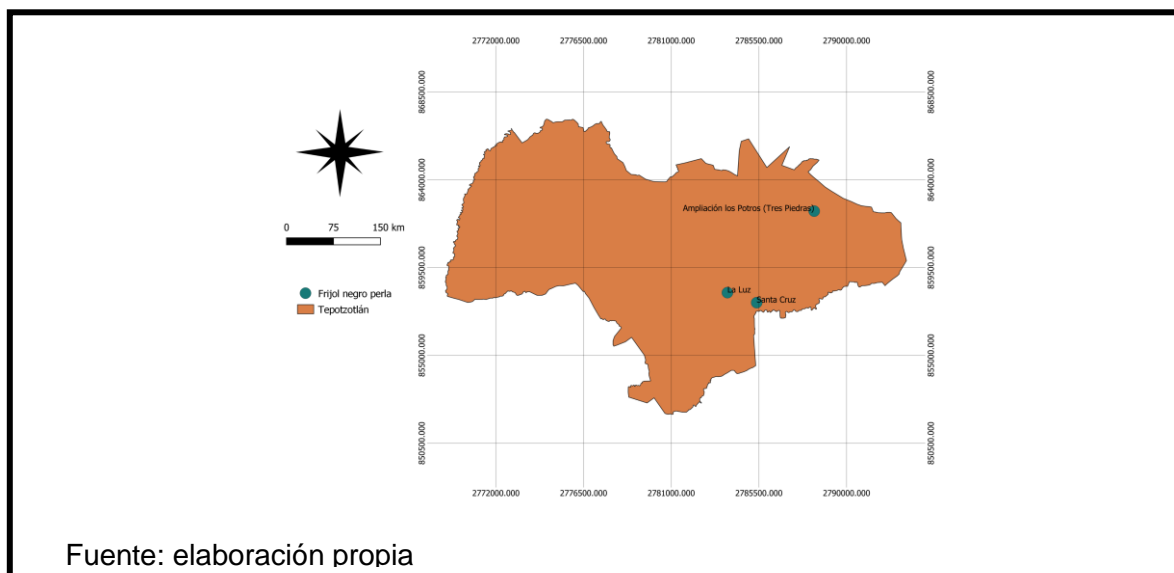 2772000.000 2776500.000 2781000.000 2785500.000 2790000.000
868500.000 868500.000
864000.000 864000.000
Ampliación los Potros (Tres Piedras)
0 75 150 km
859500.000 859500.000
Frijol negro perla
La Luz
Santa Cruz
Tepotzotlán
855000.000 855000.000
850500.000 850500.000
2772000.000 2776500.000 2781000.000 2785500.000 2790000.000
Fuente: elaboración propia